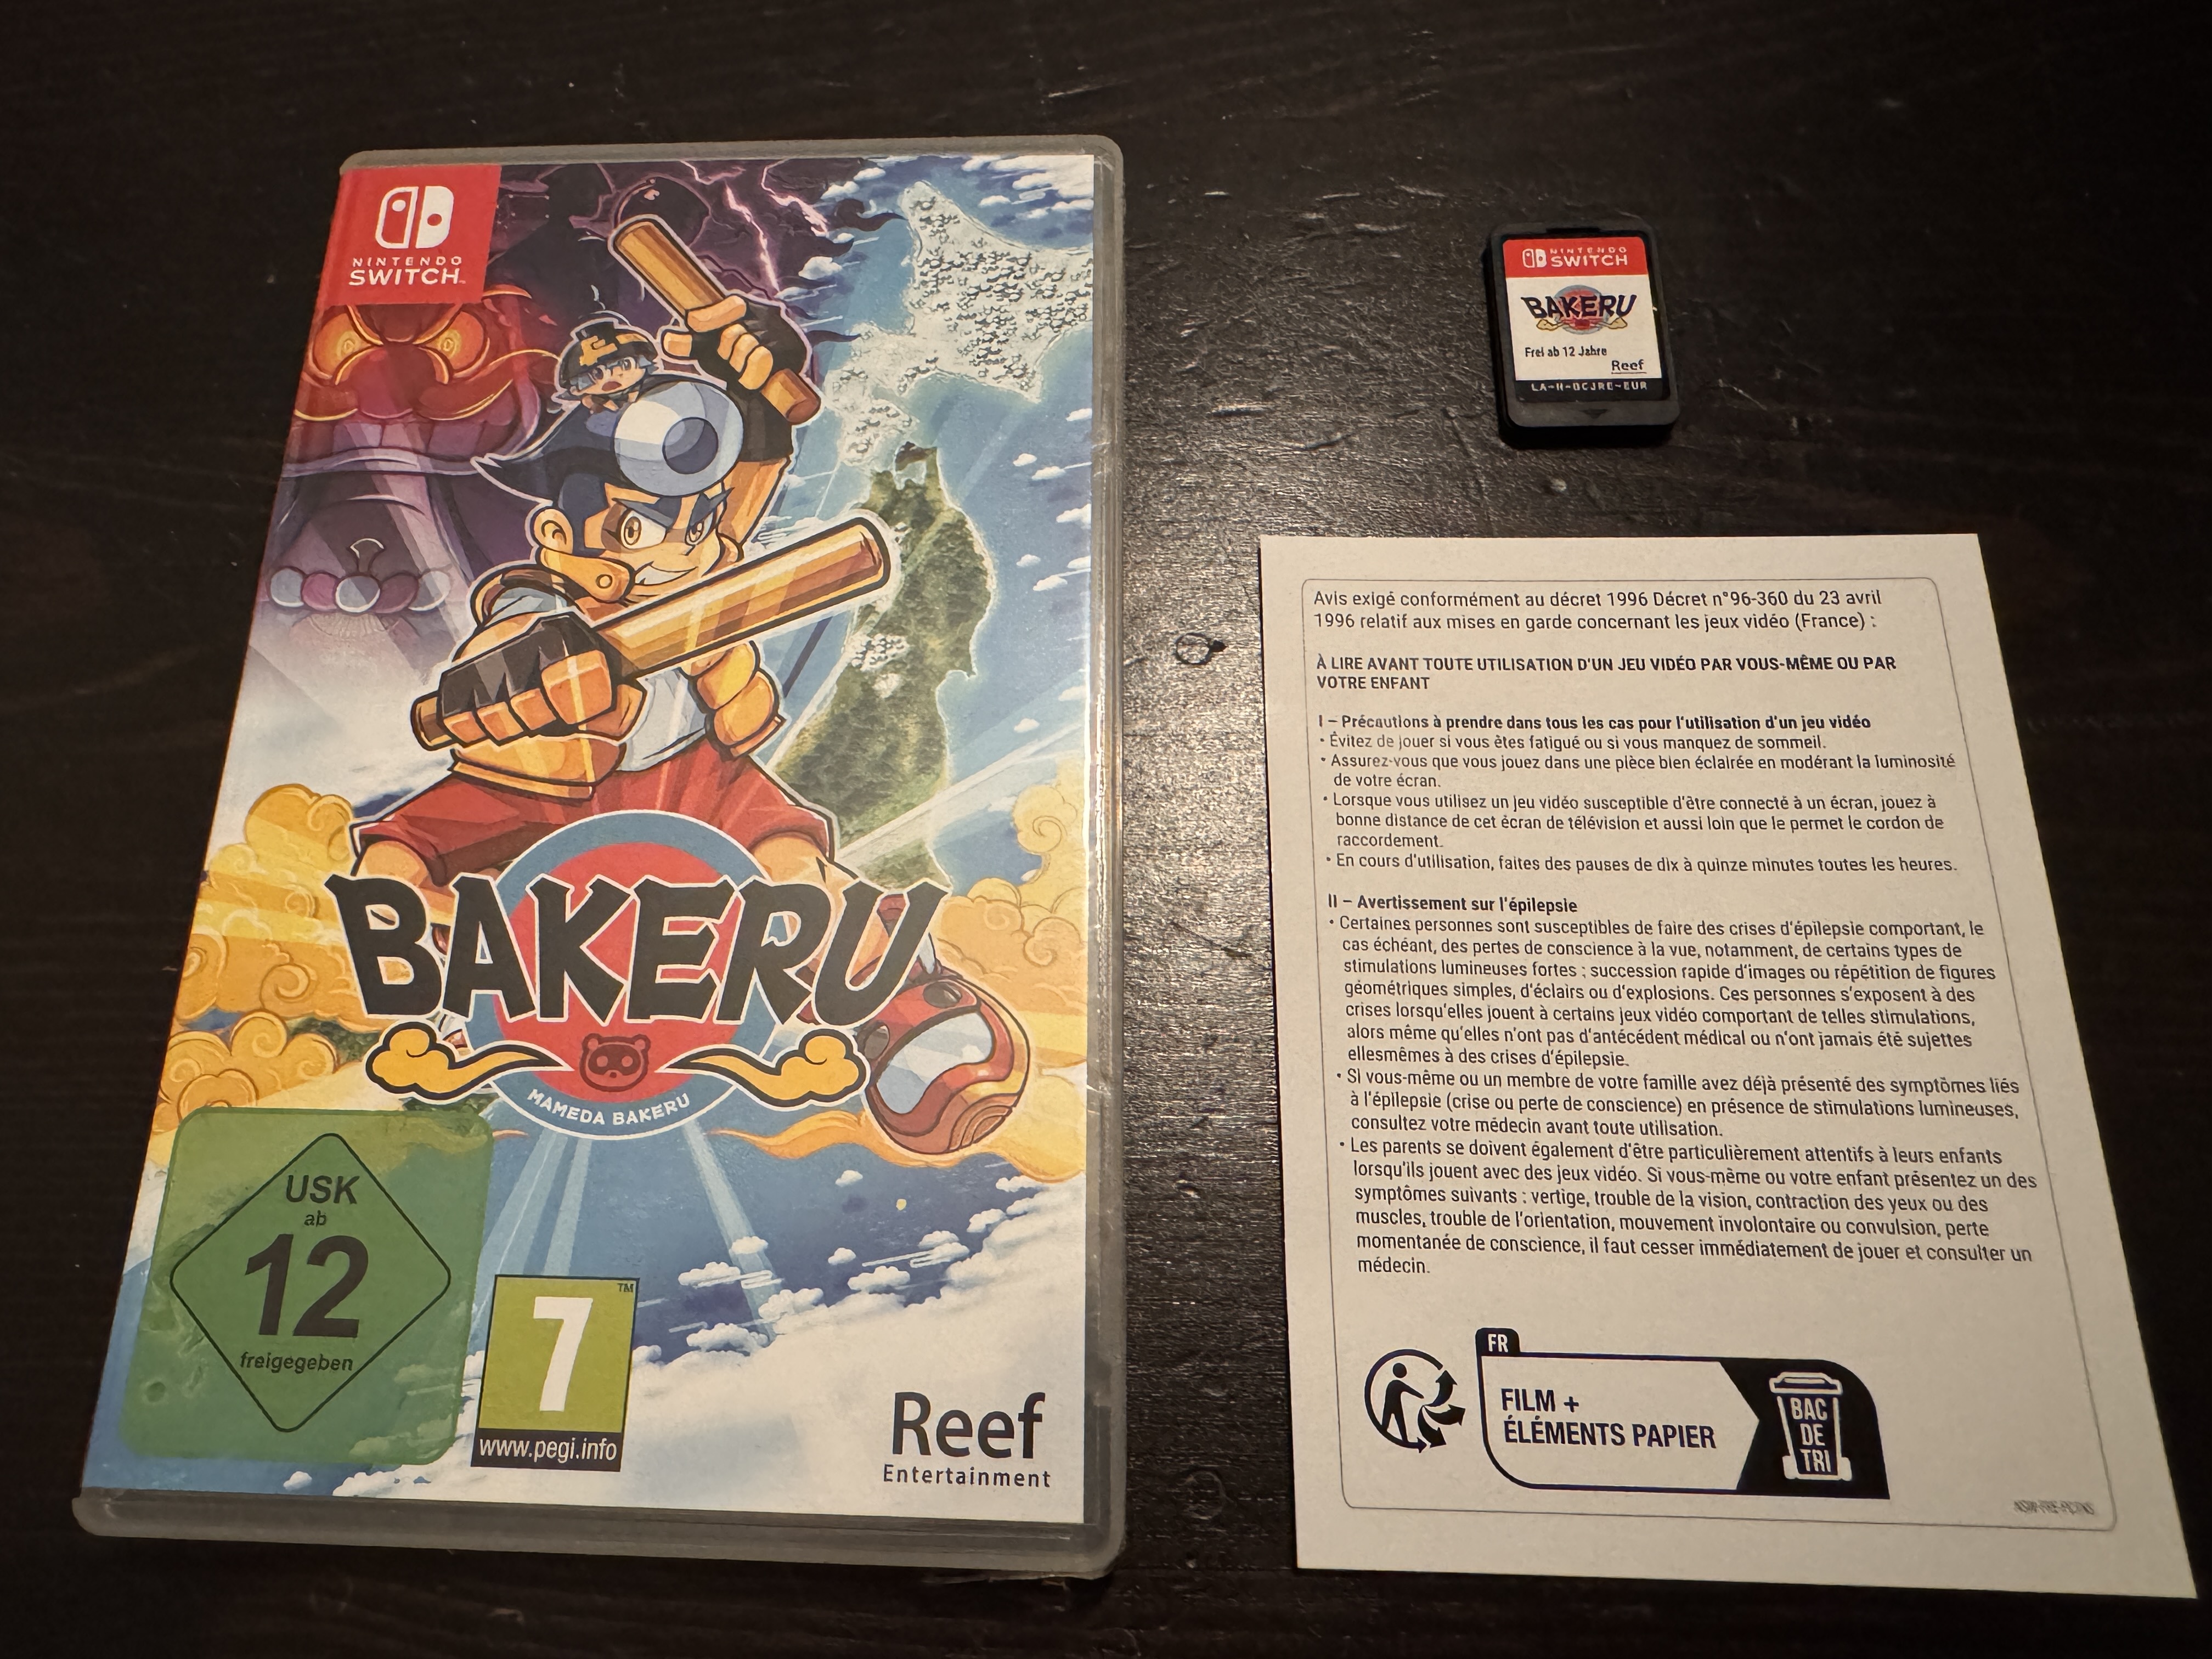 NINTENDO
SWITCH™
BAKERU
MAMEDA BAKERU
USK
ab
12
freigegeben
7
™
www.pegi.info
Reef
Entertainment
NINTENDO
SWITCH
BAKERU
Frei ab 12 Jahre
Reef
Avis exigé conformément au décret 1996 Décret n°96-360 du 23 avril
1996 relatif aux mises en garde concernant les jeux vidéo (France) :
À LIRE AVANT TOUTE UTILISATION D'UN JEU VIDÉO PAR VOUS-MÊME OU PAR
VOTRE ENFANT
I – Précautions à prendre dans tous les cas pour l'utilisation d'un jeu vidéo
• Évitez de jouer si vous êtes fatigué ou si vous manquez de sommeil.
• Assurez-vous que vous jouez dans une pièce bien éclairée en modérant la luminosité
de votre écran.
• Lorsque vous utilisez un jeu vidéo susceptible d'être connecté à un écran, jouez à
bonne distance de cet écran de télévision et aussi loin que le permet le cordon de
raccordement.
• En cours d'utilisation, faites des pauses de dix à quinze minutes toutes les heures.
II – Avertissement sur l'épilepsie
• Certaines personnes sont susceptibles de faire des crises d'épilepsie comportant, le
cas échéant, des pertes de conscience à la vue, notamment, de certains types de
stimulations lumineuses fortes : succession rapide d'images ou répétition de figures
géométriques simples, d'éclairs ou d'explosions. Ces personnes s'exposent à des
crises lorsqu'elles jouent à certains jeux vidéo comportant de telles stimulations,
alors même qu'elles n'ont pas d'antécédent médical ou n'ont jamais été sujettes
ellesmêmes à des crises d'épilepsie.
• Si vous-même ou un membre de votre famille avez déjà présenté des symptômes liés
à l'épilepsie (crise ou perte de conscience) en présence de stimulations lumineuses,
consultez votre médecin avant toute utilisation.
• Les parents se doivent également d'être particulièrement attentifs à leurs enfants
lorsqu'ils jouent avec des jeux vidéo. Si vous-même ou votre enfant présentez un des
symptômes suivants : vertige, trouble de la vision, contraction des yeux ou des
muscles, trouble de l'orientation, mouvement involontaire ou convulsion, perte
momentanée de conscience, il faut cesser immédiatement de jouer et consulter un
médecin.
FR
FILM +
ÉLÉMENTS PAPIER
BAC
DE
TRI